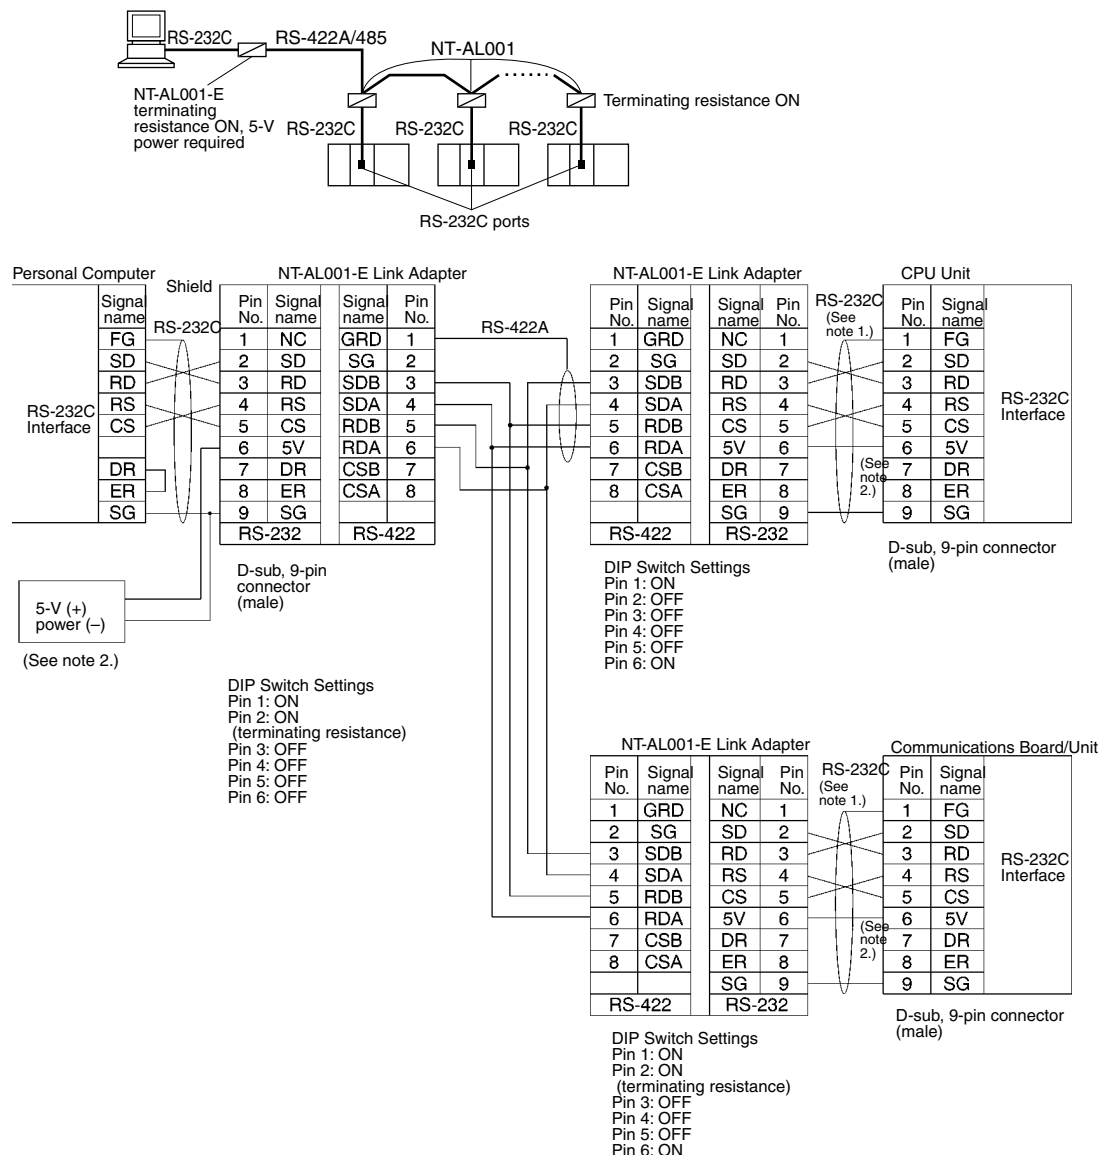 RS-232C
RS-422A/485
NT-AL001
NT-AL001-E
terminating
resistance ON, 5-V
power required
Terminating resistance ON
RS-232C RS-232C RS-232C
RS-232C ports
Personal Computer
Shield
NT-AL001-E Link Adapter
Signal name
RS-232C
Pin No. Signal name Signal name Pin No.
RS-422A
FG 1 NC GRD 1
SD 2 SD SG 2
RD 3 RD SDB 3
RS 4 RS SDA 4
CS 5 CS RDB 5
6 5V RDA 6
DR 7 DR CSB 7
ER 8 ER CSA 8
SG 9 SG
RS-232 RS-422
RS-232C
Interface
D-sub, 9-pin
connector
(male)
5-V (+)
power (–)
(See note 2.)
DIP Switch Settings
Pin 1: ON
Pin 2: ON
(terminating resistance)
Pin 3: OFF
Pin 4: OFF
Pin 5: OFF
Pin 6: OFF
NT-AL001-E Link Adapter
CPU Unit
Pin No. Signal name Signal name Pin No.
RS-232C
(See
note 1.)
Pin No. Signal name
1 GRD NC 1 1 FG
2 SG SD 2 2 SD
3 SDB RD 3 3 RD
4 SDA RS 4 4 RS
5 RDB CS 5 5 CS
6 RDA 5V 6 6 5V
7 CSB DR 7 7 DR
8 CSA ER 8 8 ER
SG 9 9 SG
RS-422 RS-232
(See
note
2.)
RS-232C
Interface
D-sub, 9-pin connector
(male)
DIP Switch Settings
Pin 1: ON
Pin 2: OFF
Pin 3: OFF
Pin 4: OFF
Pin 5: OFF
Pin 6: ON
NT-AL001-E Link Adapter
Communications Board/Unit
Pin No. Signal name Signal name Pin No.
RS-232C
(See
note 1.)
Pin No. Signal name
1 GRD NC 1 1 FG
2 SG SD 2 2 SD
3 SDB RD 3 3 RD
4 SDA RS 4 4 RS
5 RDB CS 5 5 CS
6 RDA 5V 6 6 5V
7 CSB DR 7 7 DR
8 CSA ER 8 8 ER
SG 9 9 SG
RS-422 RS-232
(See
note
2.)
RS-232C
Interface
D-sub, 9-pin connector
(male)
DIP Switch Settings
Pin 1: ON
Pin 2: ON
(terminating resistance)
Pin 3: OFF
Pin 4: OFF
Pin 5: OFF
Pin 6: ON